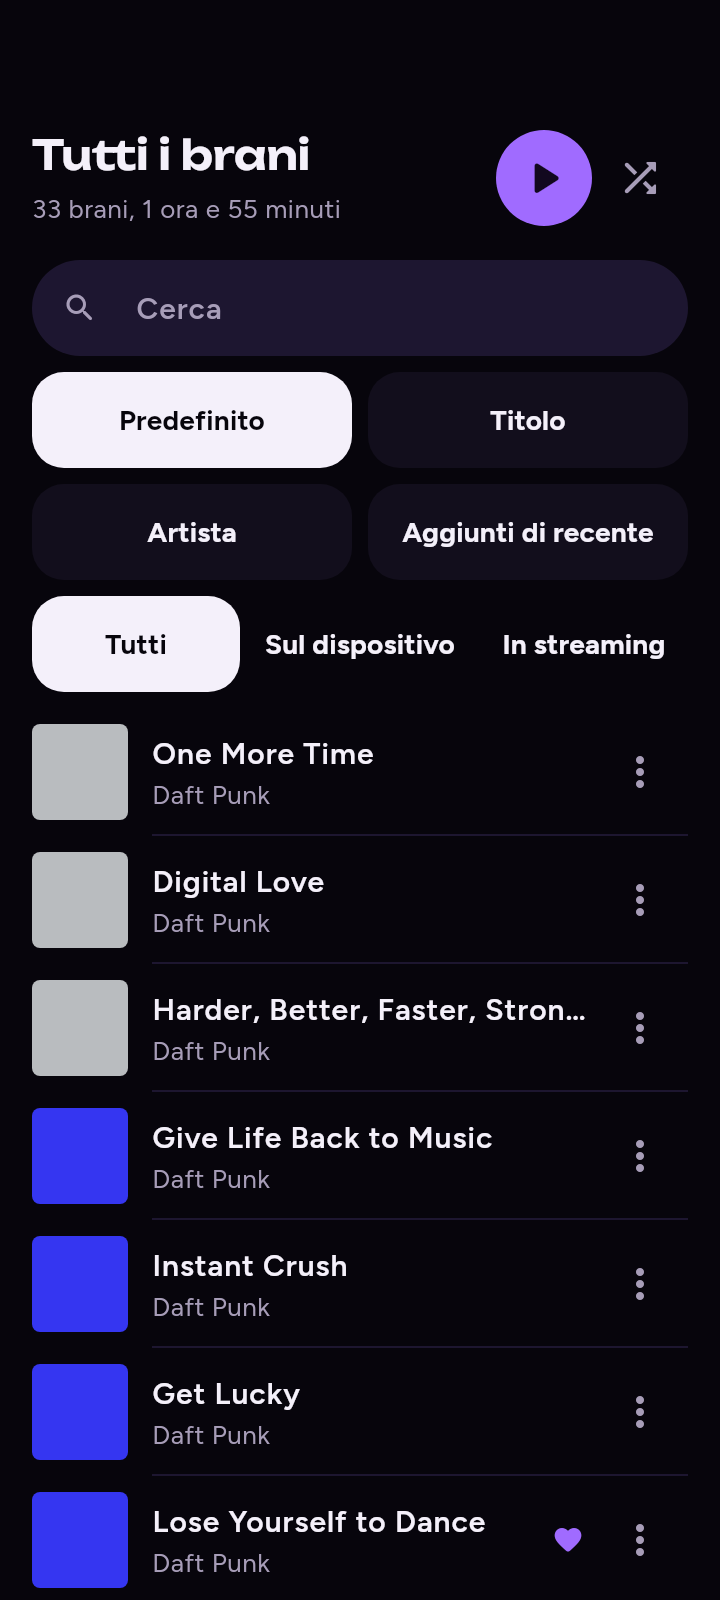 Tutti i brani
33 brani, 1 ora e 55 minuti
Cerca
Predefinito
Titolo
Artista
Aggiunti di recente
Tutti
Sul dispositivo
In streaming
One More Time
Daft Punk
Digital Love
Daft Punk
Harder, Better, Faster, Stron...
Daft Punk
Give Life Back to Music
Daft Punk
Instant Crush
Daft Punk
Get Lucky
Daft Punk
Lose Yourself to Dance
Daft Punk